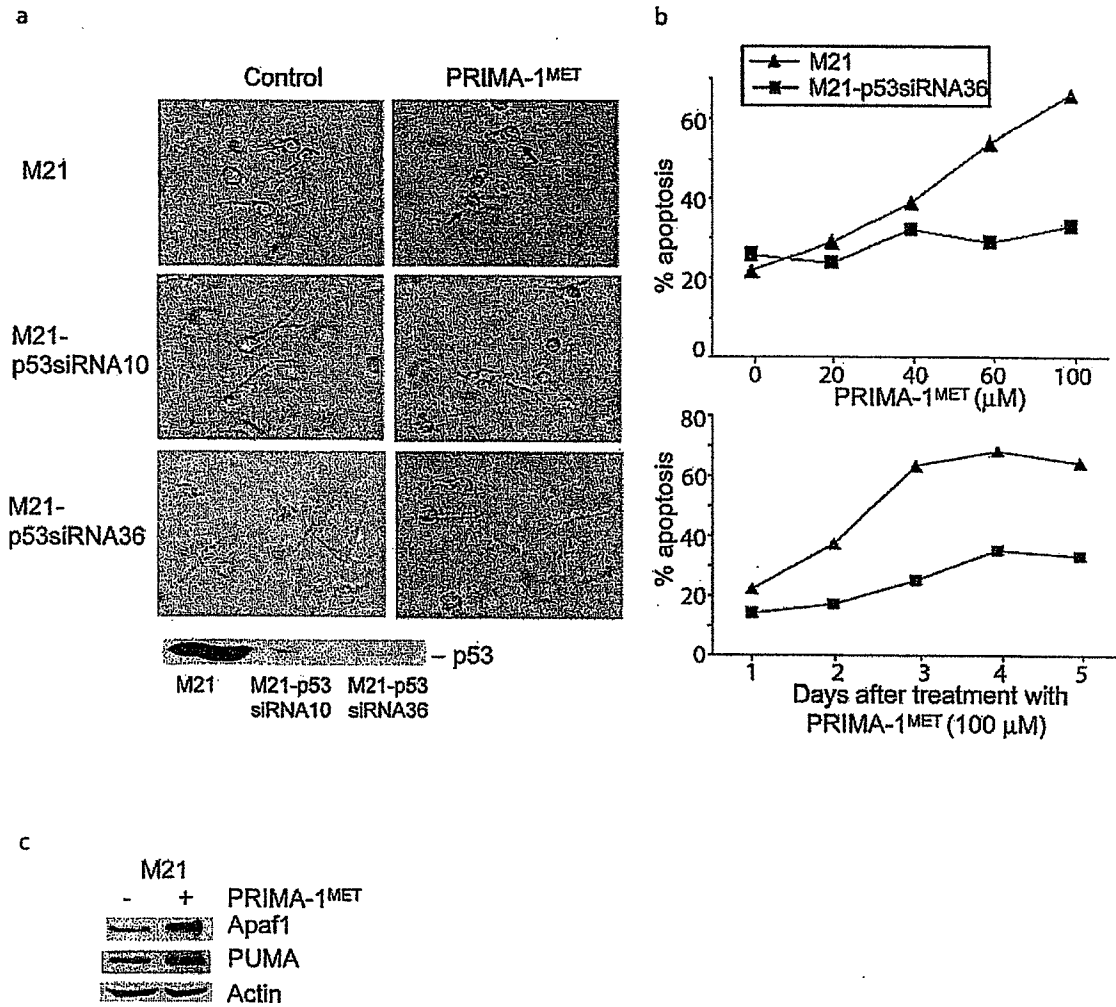 a
Control
PRIMA-1ᴹᴱᵀ
M21
M21-
p53siRNA10
M21-
p53siRNA36
– p53
M21
M21-p53
siRNA10
M21-p53
siRNA36
b
M21
M21-p53siRNA36
% apoptosis
60
40
20
0
0
20
40
60
100
PRIMA-1ᴹᴱᵀ (µM)
% apoptosis
80
60
40
20
0
1
2
3
4
5
Days after treatment with
PRIMA-1ᴹᴱᵀ (100 µM)
c
M21
- + PRIMA-1ᴹᴱᵀ
Apaf1
PUMA
Actin